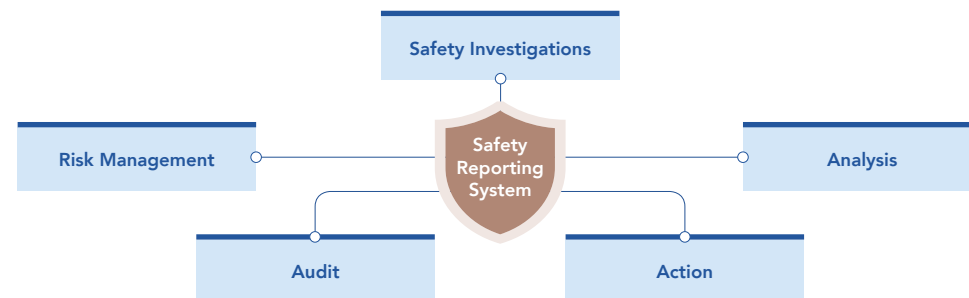 Safety Investigations
Risk Management
Safety
Reporting
System
Analysis
Audit
Action